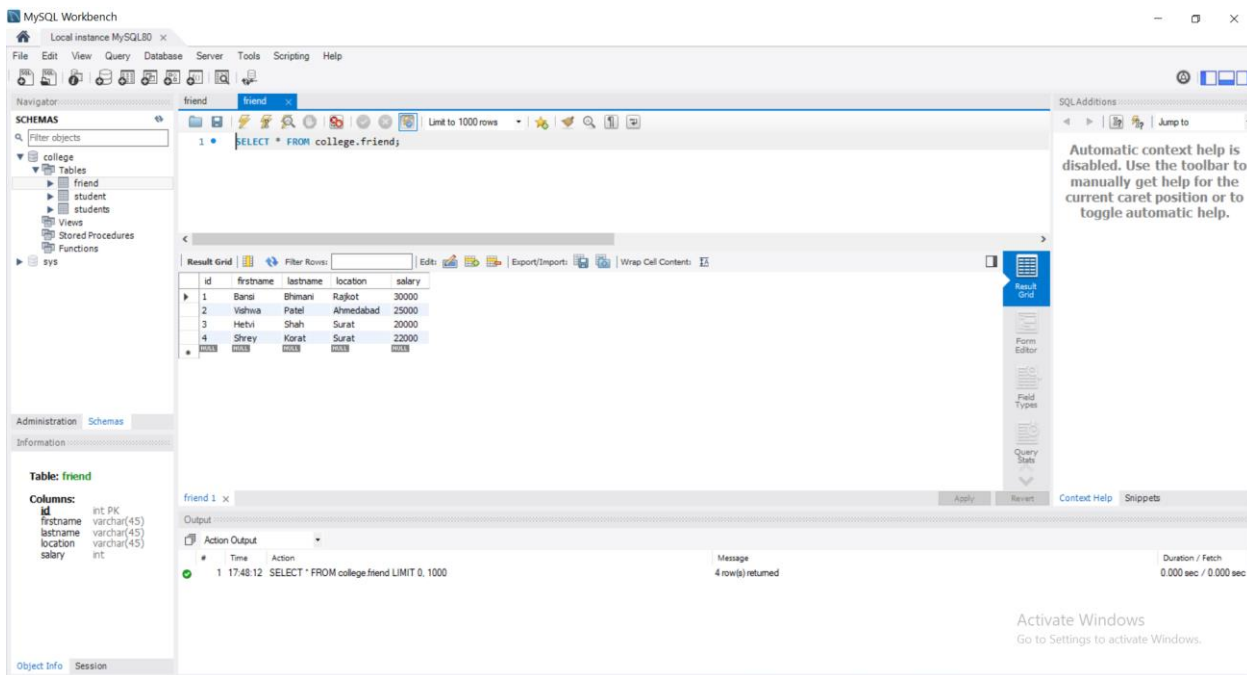 MySQL Workbench
Local instance MySQL80
File Edit View Query Database Server Tools Scripting Help
Navigator
SCHEMAS
Filter objects
college
Tables
friend
student
students
Views
Stored Procedures
Functions
sys
Administration Schemas
Information
Table: friend
Columns:
id int PK
firstname varchar(45)
lastname varchar(45)
location varchar(45)
salary int
Object Info Session
friend friend
Limit to 1000 rows
1 SELECT * FROM college.friend;
Result Grid Filter Rows: Edit: Export/Import: Wrap Cell Content:
id firstname lastname location salary
1 Bansi Bhimani Rajkot 30000
2 Vishwa Patel Ahmedabad 25000
3 Hetvi Shah Surat 20000
4 Shrey Korat Surat 22000
NULL NULL NULL NULL NULL
Result
Grid
Form
Editor
Field
Types
Query
Stats
friend 1 Apply Revert
Output
Action Output
# Time Action Message Duration / Fetch
1 17:48:12 SELECT * FROM college.friend LIMIT 0, 1000 4 row(s) returned 0.000 sec / 0.000 sec
SQLAdditions
Jump to
Automatic context help is
disabled. Use the toolbar to
manually get help for the
current caret position or to
toggle automatic help.
Context Help Snippets
Activate Windows
Go to Settings to activate Windows.